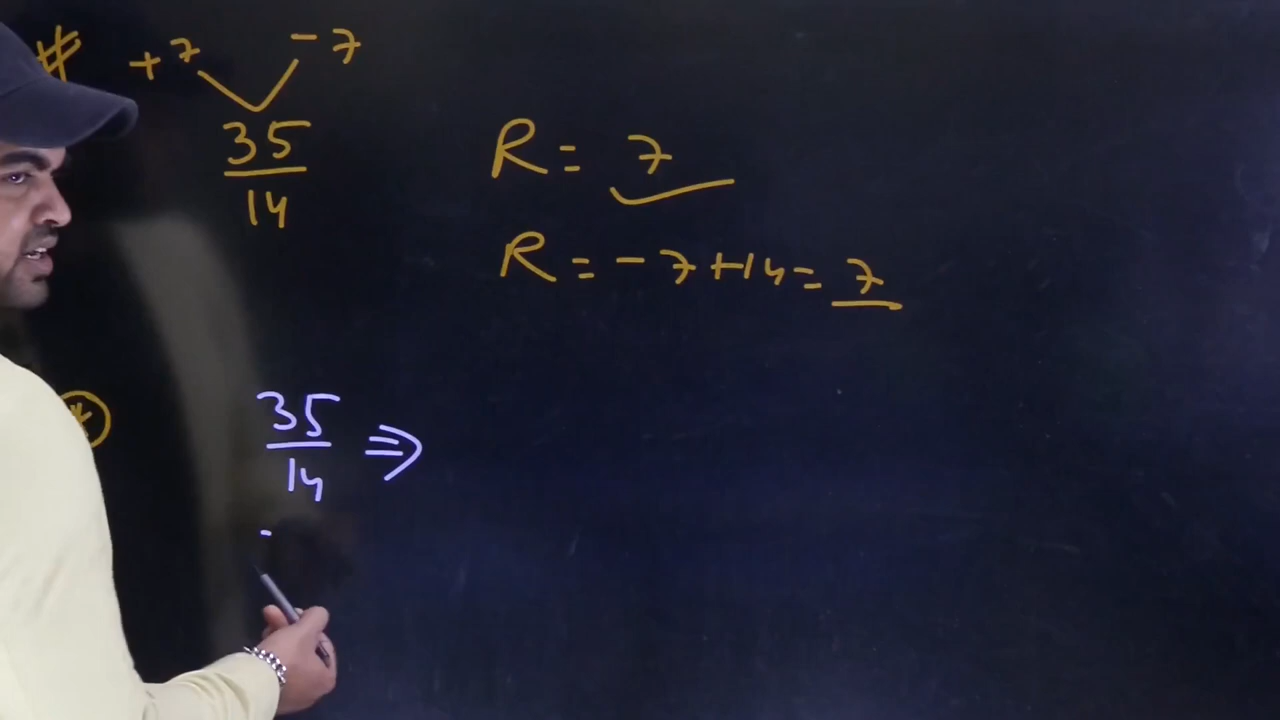 # +7 -7
35
14
R = 7
R = -7 +14 = 7
* 35
14 ⇒